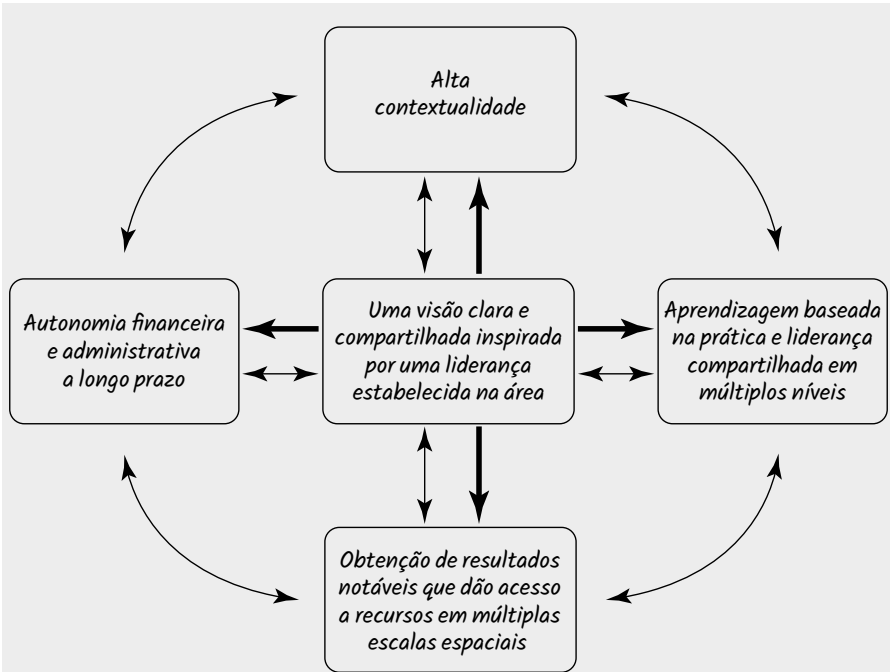 Alta
contextualidade
Autonomia financeira
e administrativa
a longo prazo
Uma visão clara e
compartilhada inspirada
por uma liderança
estabelecida na área
Aprendizagem baseada
na prática e liderança
compartilhada em
múltiplos níveis
Obtenção de resultados
notáveis que dão acesso
a recursos em múltiplas
escalas espaciais